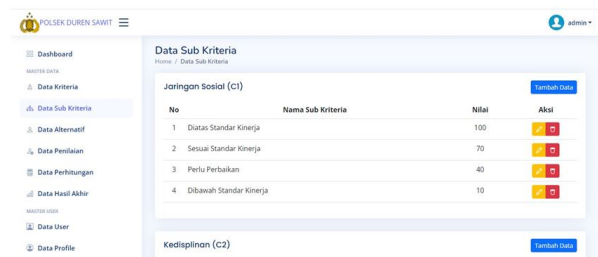 POLSEK DUREN SAWIT
admin
Dashboard
MASTER DATA
Data Kriteria
Data Sub Kriteria
Data Alternatif
Data Penilaian
Data Perhitungan
Data Hasil Akhir
MASTER USER
Data User
Data Profile
Data Sub Kriteria
Home / Data Sub Kriteria
Jaringan Sosial (C1) Tambah Data
No Nama Sub Kriteria Nilai Aksi
1 Diatas Standar Kinerja 100
2 Sesuai Standar Kinerja 70
3 Perlu Perbaikan 40
4 Dibawah Standar Kinerja 10
Kedisplinan (C2) Tambah Data